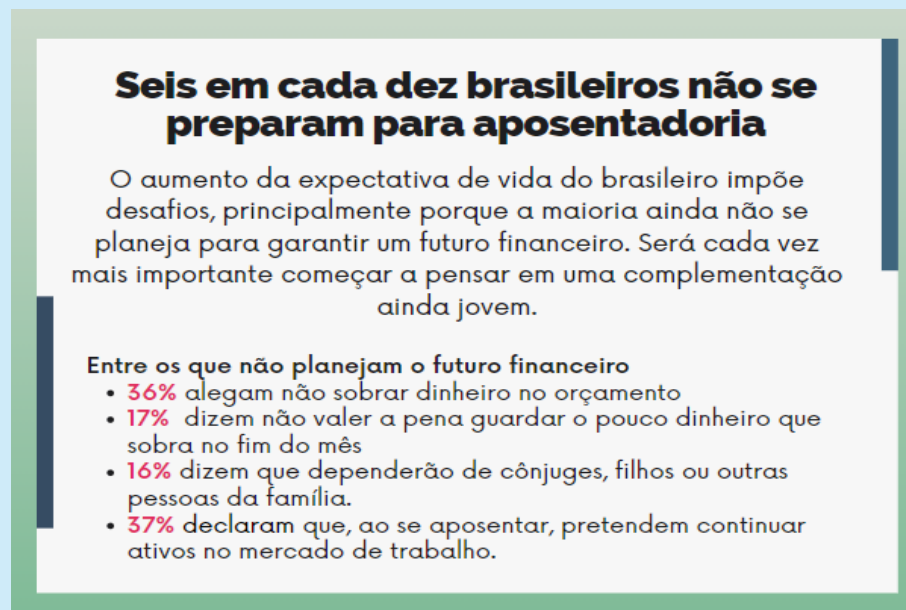 Seis em cada dez brasileiros não se
preparam para aposentadoria
O aumento da expectativa de vida do brasileiro impõe
desafios, principalmente porque a maioria ainda não se
planeja para garantir um futuro financeiro. Será cada vez
mais importante começar a pensar em uma complementação
ainda jovem.
Entre os que não planejam o futuro financeiro
• 36% alegam não sobrar dinheiro no orçamento
• 17% dizem não valer a pena guardar o pouco dinheiro que
sobra no fim do mês
• 16% dizem que dependerão de cônjuges, filhos ou outras
pessoas da família.
• 37% declaram que, ao se aposentar, pretendem continuar
ativos no mercado de trabalho.